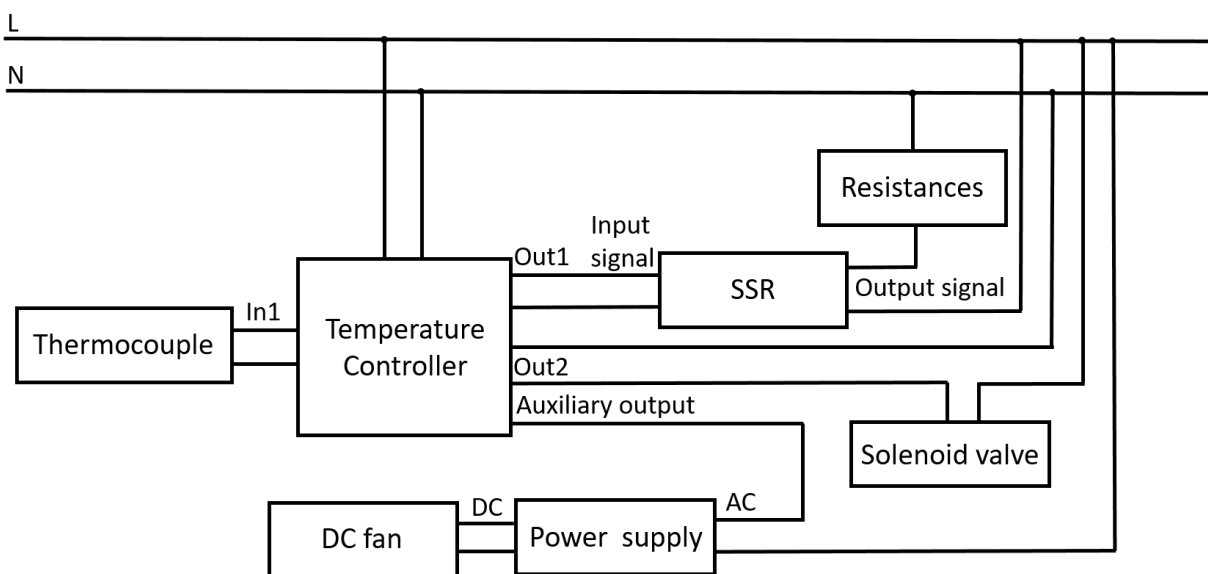 L
N
Resistances
Input
signal
Out1
SSR
Output signal
In1
Thermocouple
Temperature
Controller
Out2
Auxiliary output
Solenoid valve
AC
DC
DC fan
Power supply